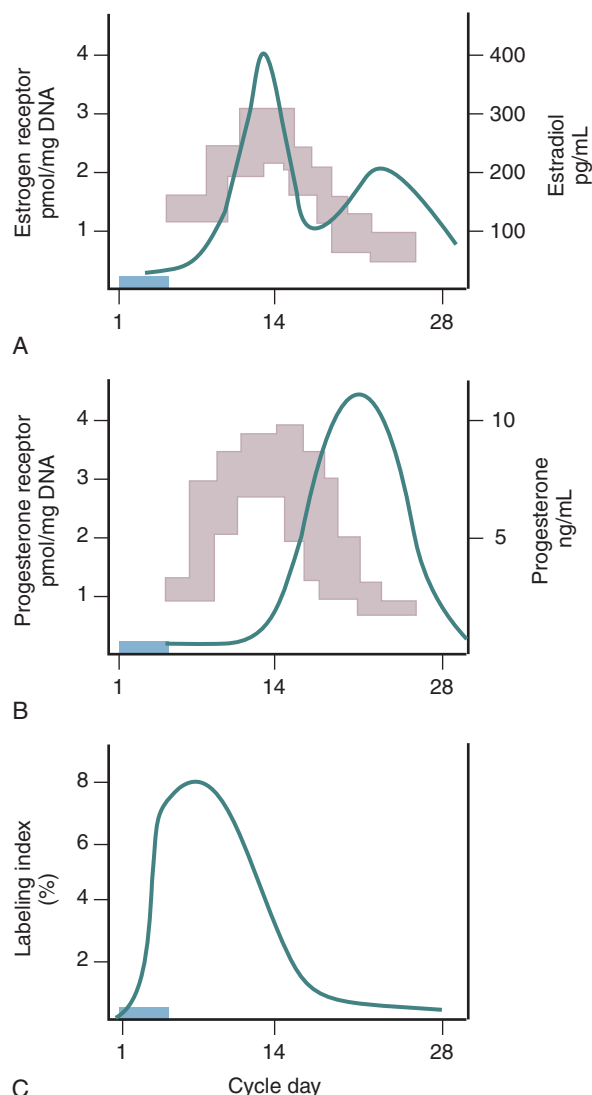 Estrogen receptor
pmol/mg DNA
4
3
2
1
400
300
200
100
Estradiol
pg/mL
1
14
28
A
Progesterone receptor
pmol/mg DNA
4
3
2
1
10
5
Progesterone
ng/mL
1
14
28
B
Labeling index
(%)
8
6
4
2
1
14
28
C
Cycle day